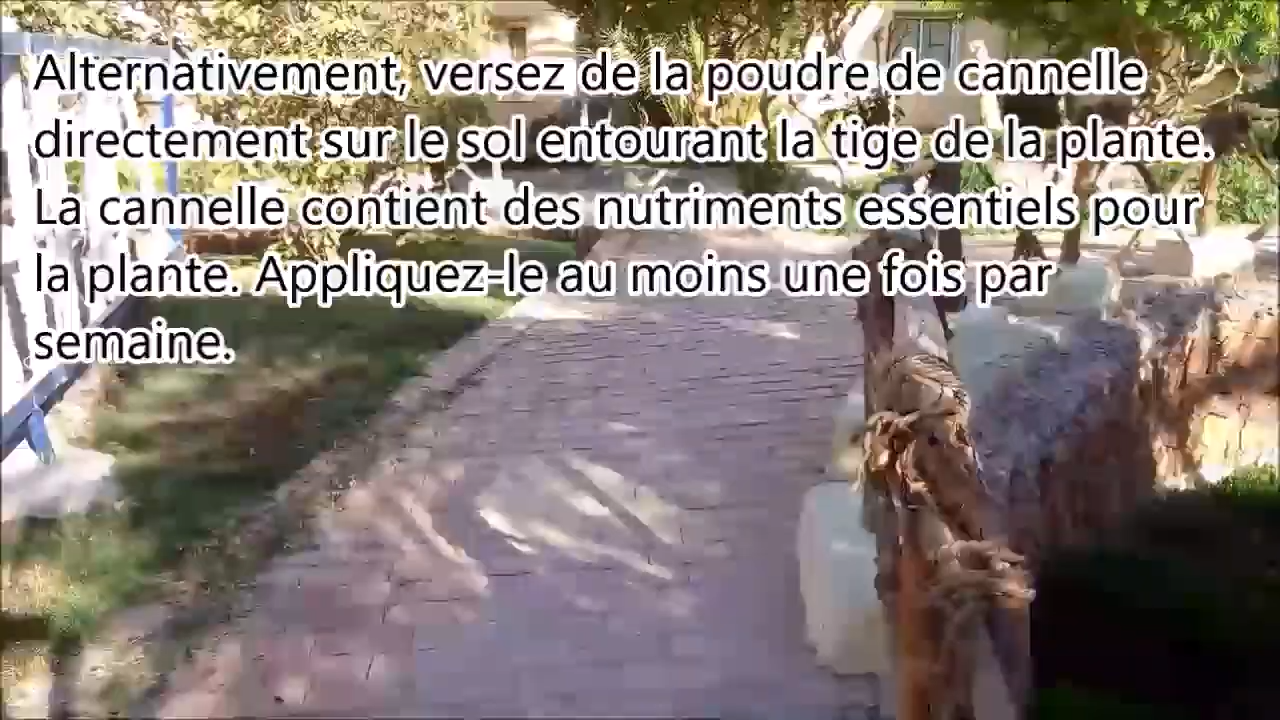 Alternativement, versez de la poudre de cannelle
directement sur le sol entourant la tige de la plante.
La cannelle contient des nutriments essentiels pour
la plante. Appliquez-le au moins une fois par
semaine.